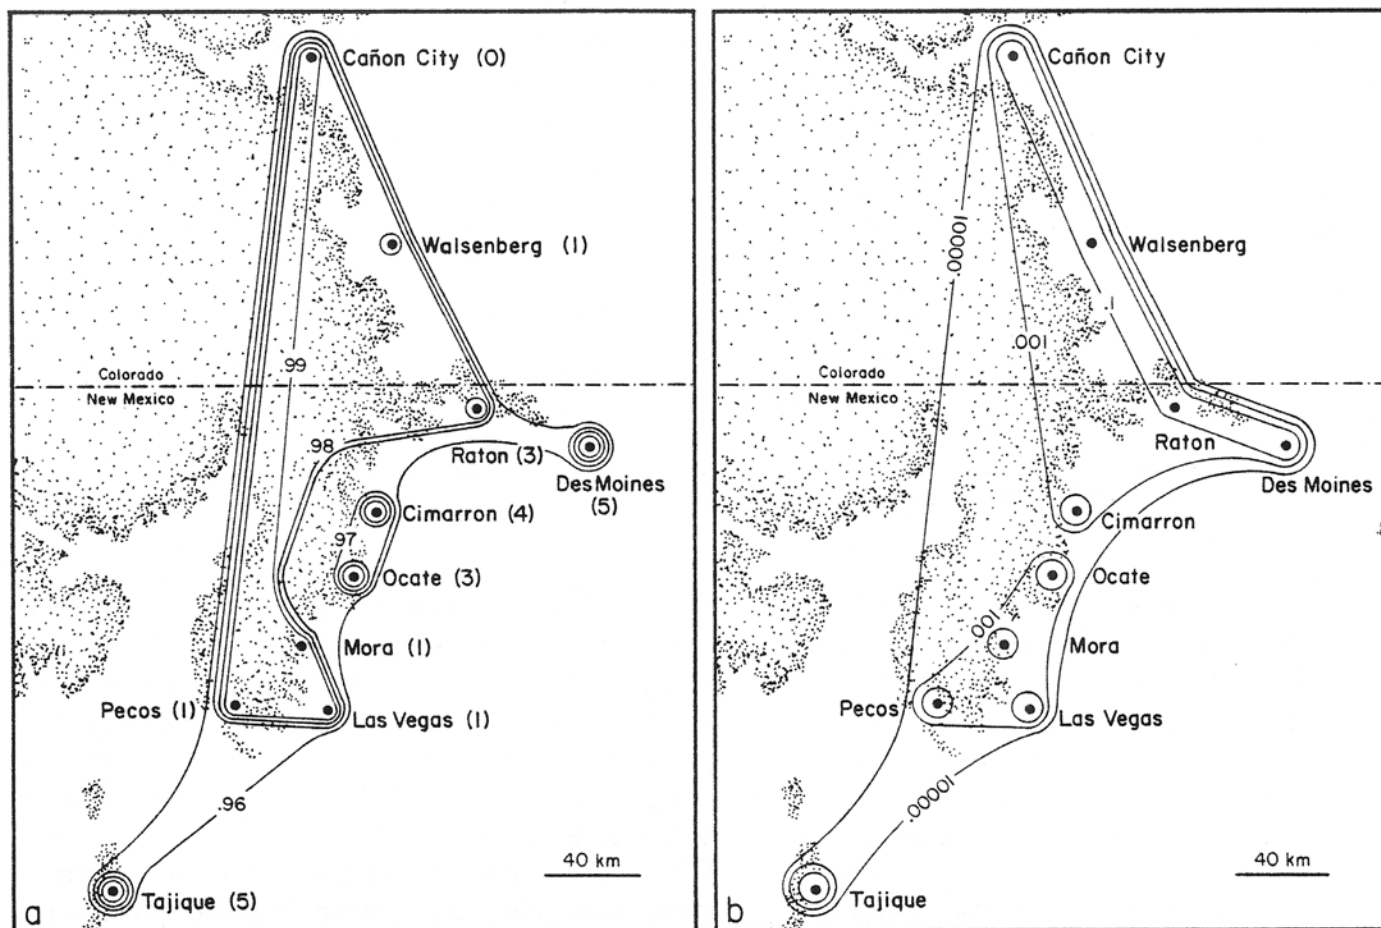 Cañon City (0)
Walsenberg (1)
.99
Colorado
New Mexico
.98
Raton (3)
Des Moines
(5)
Cimarron (4)
.97
Ocate (3)
Mora (1)
Pecos (1)
Las Vegas (1)
.96
40 km
Tajique (5)
a
Cañon City
Walsenberg
.00001
.1
.001
Colorado
New Mexico
Raton
Des Moines
Cimarron
Ocate
.001
Mora
Pecos
Las Vegas
.00001
40 km
Tajique
b